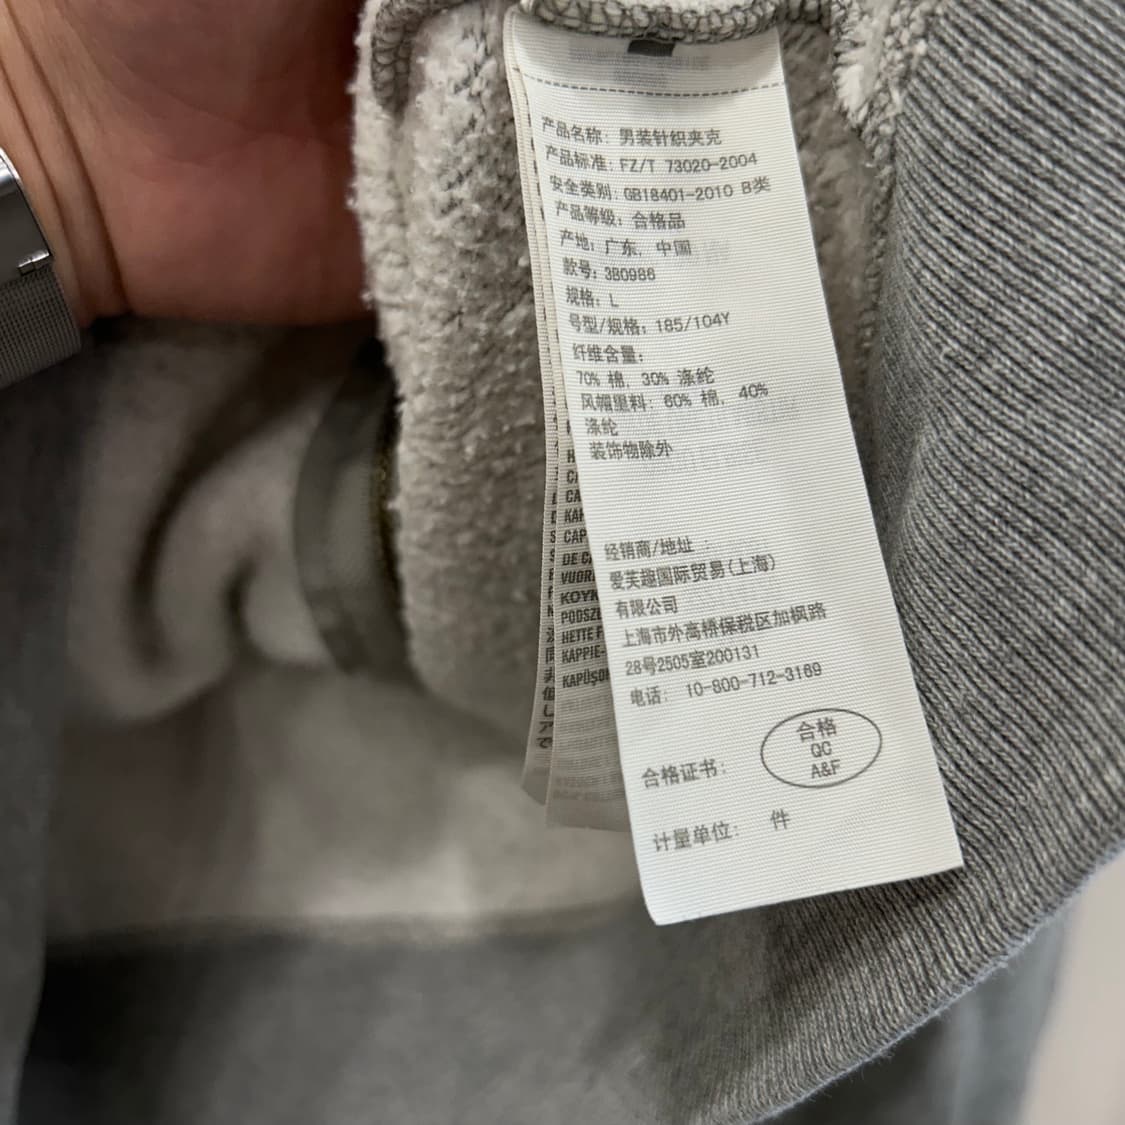 产品名称: 男装针织夹克
产品标准: FZ/T 73020-2004
安全类别: GB18401-2010 B类
产品等级: 合格品
产地: 广东, 中国
款号: 3B0986
规格: L
号型/规格: 185/104Y
纤维含量:
70% 棉, 30% 涤纶
风帽里料: 60% 棉, 40%
涤纶
装饰物除外
经销商/地址:
爱芙趣国际贸易(上海)
有限公司
上海市外高桥保税区加枫路
28号2505室200131
电话: 10-800-712-3169
合格证书:
合格
QC
A&F
计量单位: 件
DE
VUOR
KOYK
PODSZE
HETTE F
KAPPIE-
KAPÜŞON